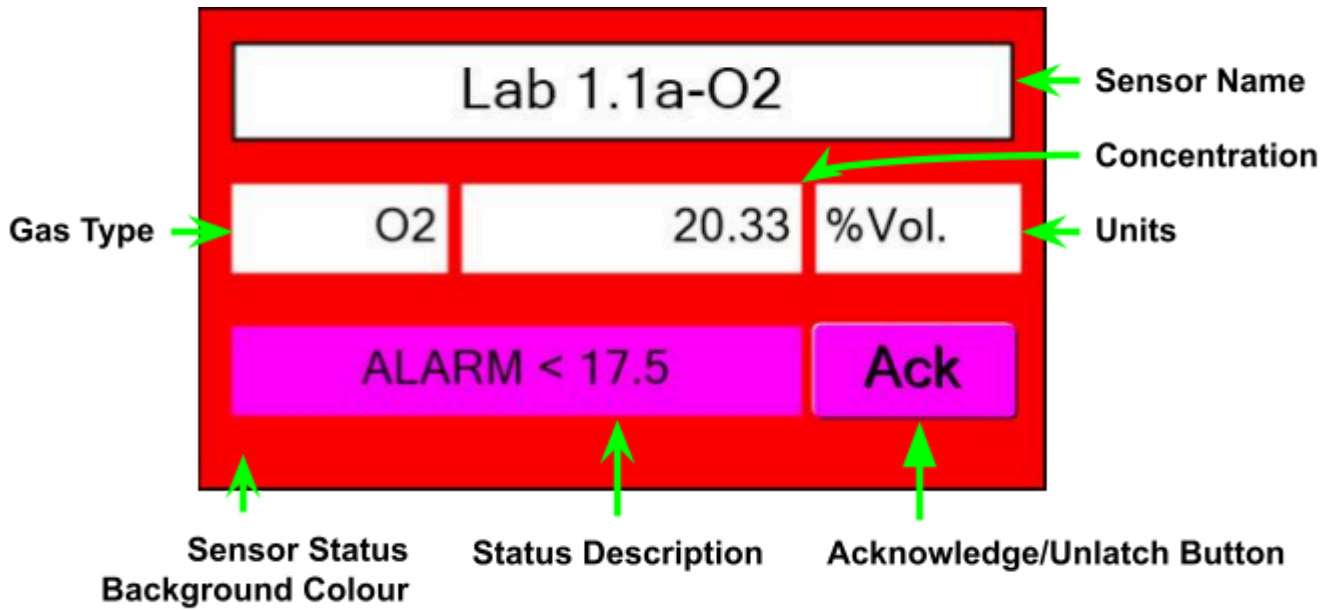 Lab 1.1a-O2
Sensor Name
Concentration
Gas Type
O2
20.33
%Vol.
Units
ALARM < 17.5
Ack
Sensor Status
Background Colour
Status Description
Acknowledge/Unlatch Button